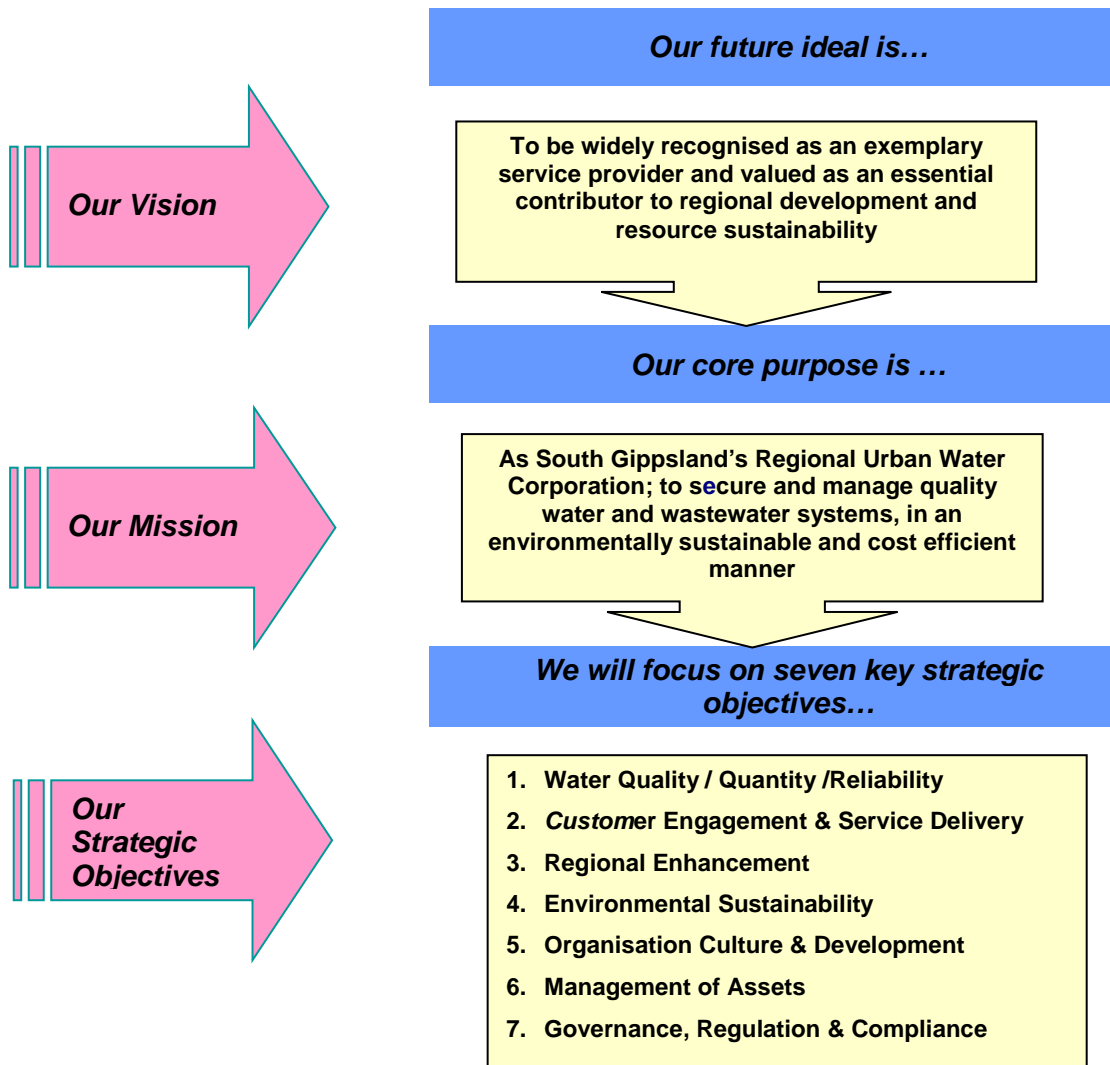 Our future ideal is…
Our Vision
To be widely recognised as an exemplary
service provider and valued as an essential
contributor to regional development and
resource sustainability
Our core purpose is …
Our Mission
As South Gippsland's Regional Urban Water
Corporation; to secure and manage quality
water and wastewater systems, in an
environmentally sustainable and cost efficient
manner
We will focus on seven key strategic
objectives…
Our
Strategic
Objectives
1. Water Quality / Quantity /Reliability
2. Customer Engagement & Service Delivery
3. Regional Enhancement
4. Environmental Sustainability
5. Organisation Culture & Development
6. Management of Assets
7. Governance, Regulation & Compliance